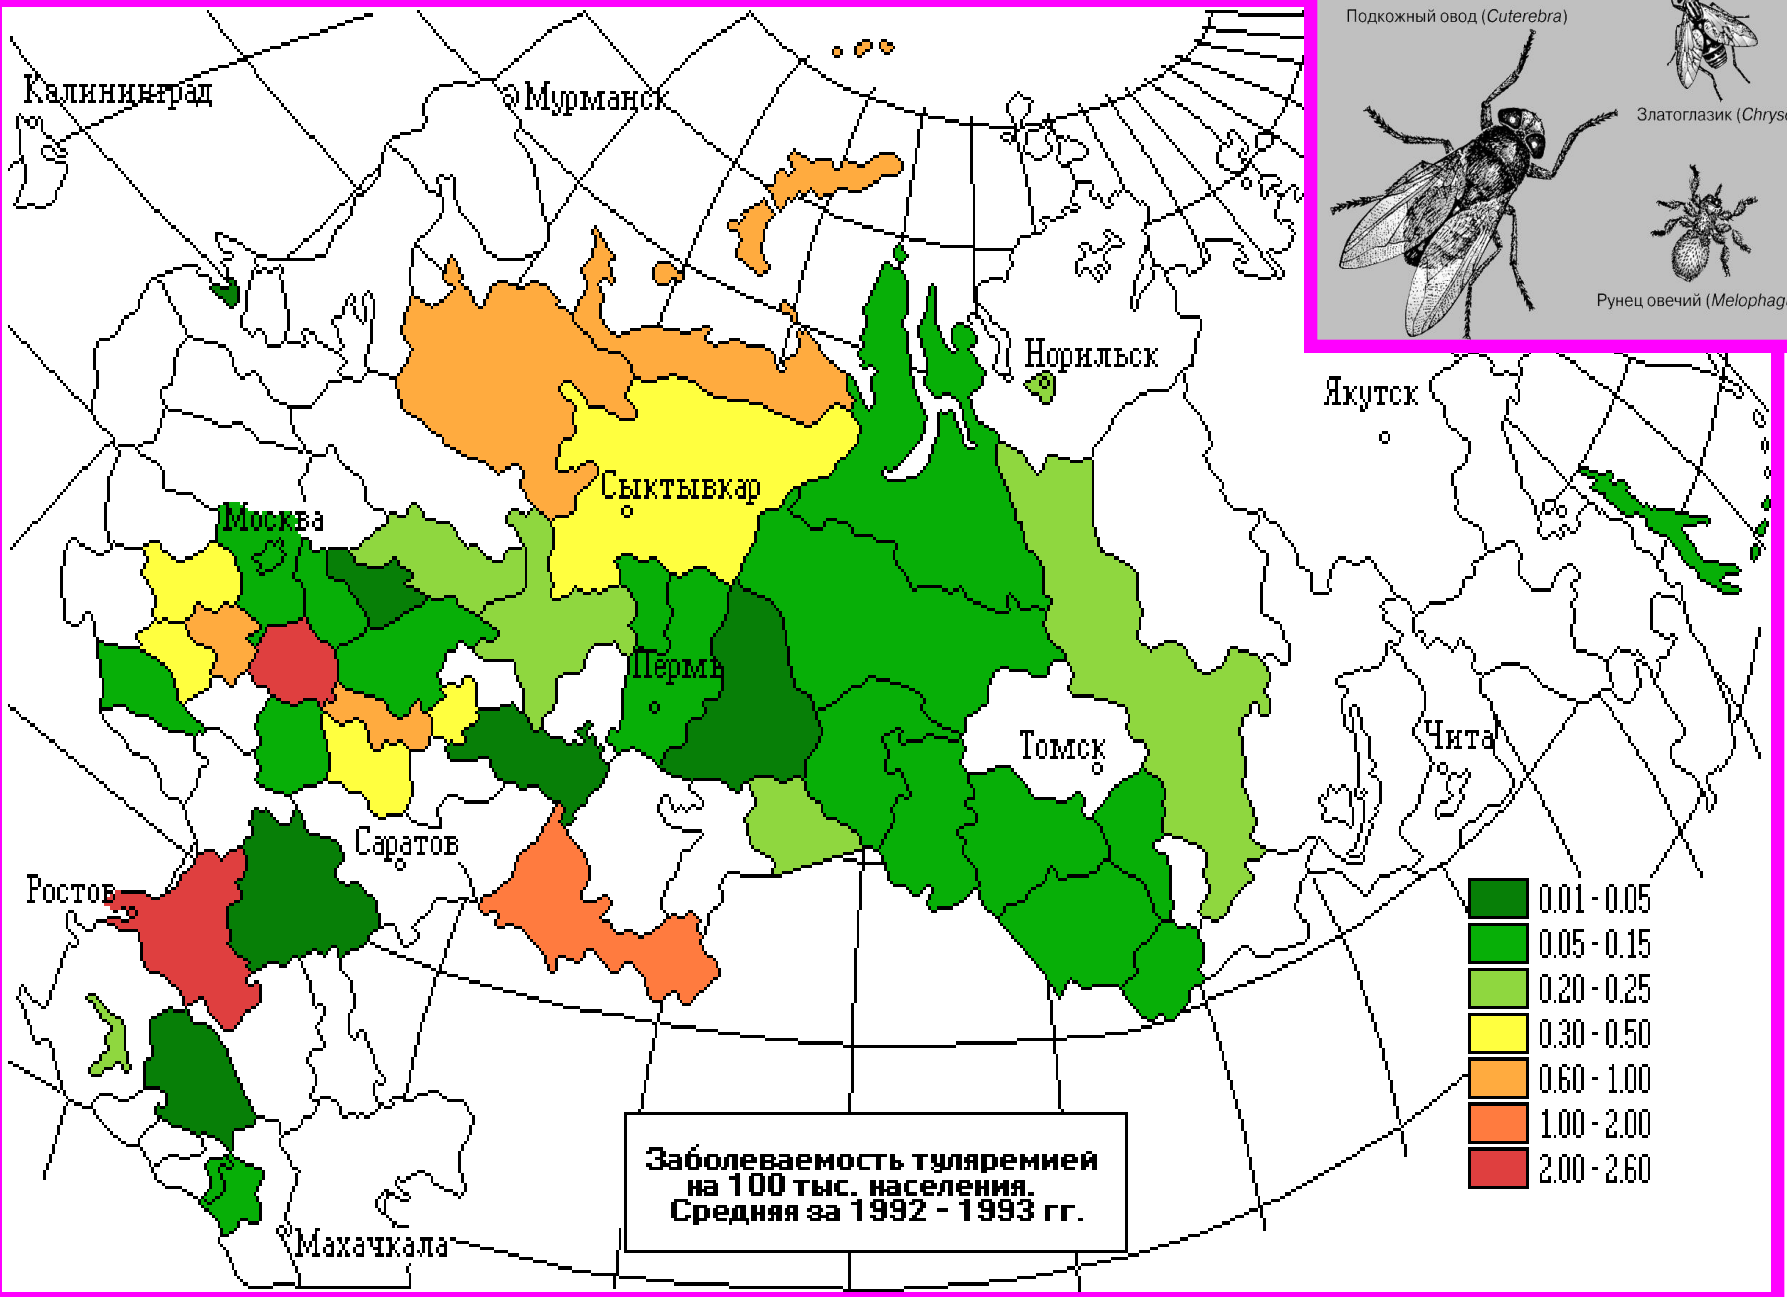 Подкожный овод (Cuterebra)
Златоглазик (Chryso
Рунец овечий (Melophag
Калининград
Мурманск
Норильск
Якутск
Сыктывкар
Москва
Пермь
Томск
Чита
Саратов
Ростов
Махачкала
0.01 - 0.05
0.05 - 0.15
0.20 - 0.25
0.30 - 0.50
0.60 - 1.00
1.00 - 2.00
2.00 - 2.60
Заболеваемость туляремией
на 100 тыс. населения.
Средняя за 1992 - 1993 гг.